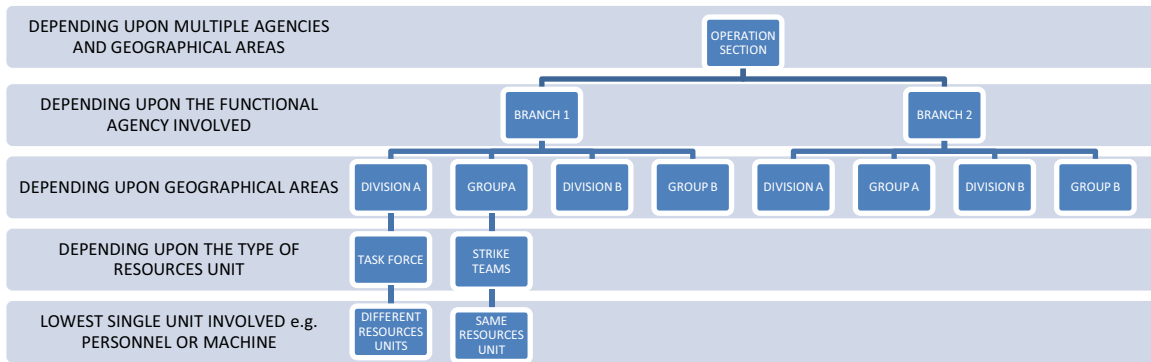 DEPENDING UPON MULTIPLE AGENCIES
AND GEOGRAPHICAL AREAS
OPERATION
SECTION
DEPENDING UPON THE FUNCTIONAL
AGENCY INVOLVED
BRANCH 1
BRANCH 2
DEPENDING UPON GEOGRAPHICAL AREAS
DIVISION A
GROUP A
DIVISION B
GROUP B
DIVISION A
GROUP A
DIVISION B
GROUP B
DEPENDING UPON THE TYPE OF
RESOURCES UNIT
TASK FORCE
STRIKE
TEAMS
LOWEST SINGLE UNIT INVOLVED e.g.
PERSONNEL OR MACHINE
DIFFERENT
RESOURCES
UNITS
SAME
RESOURCES
UNIT